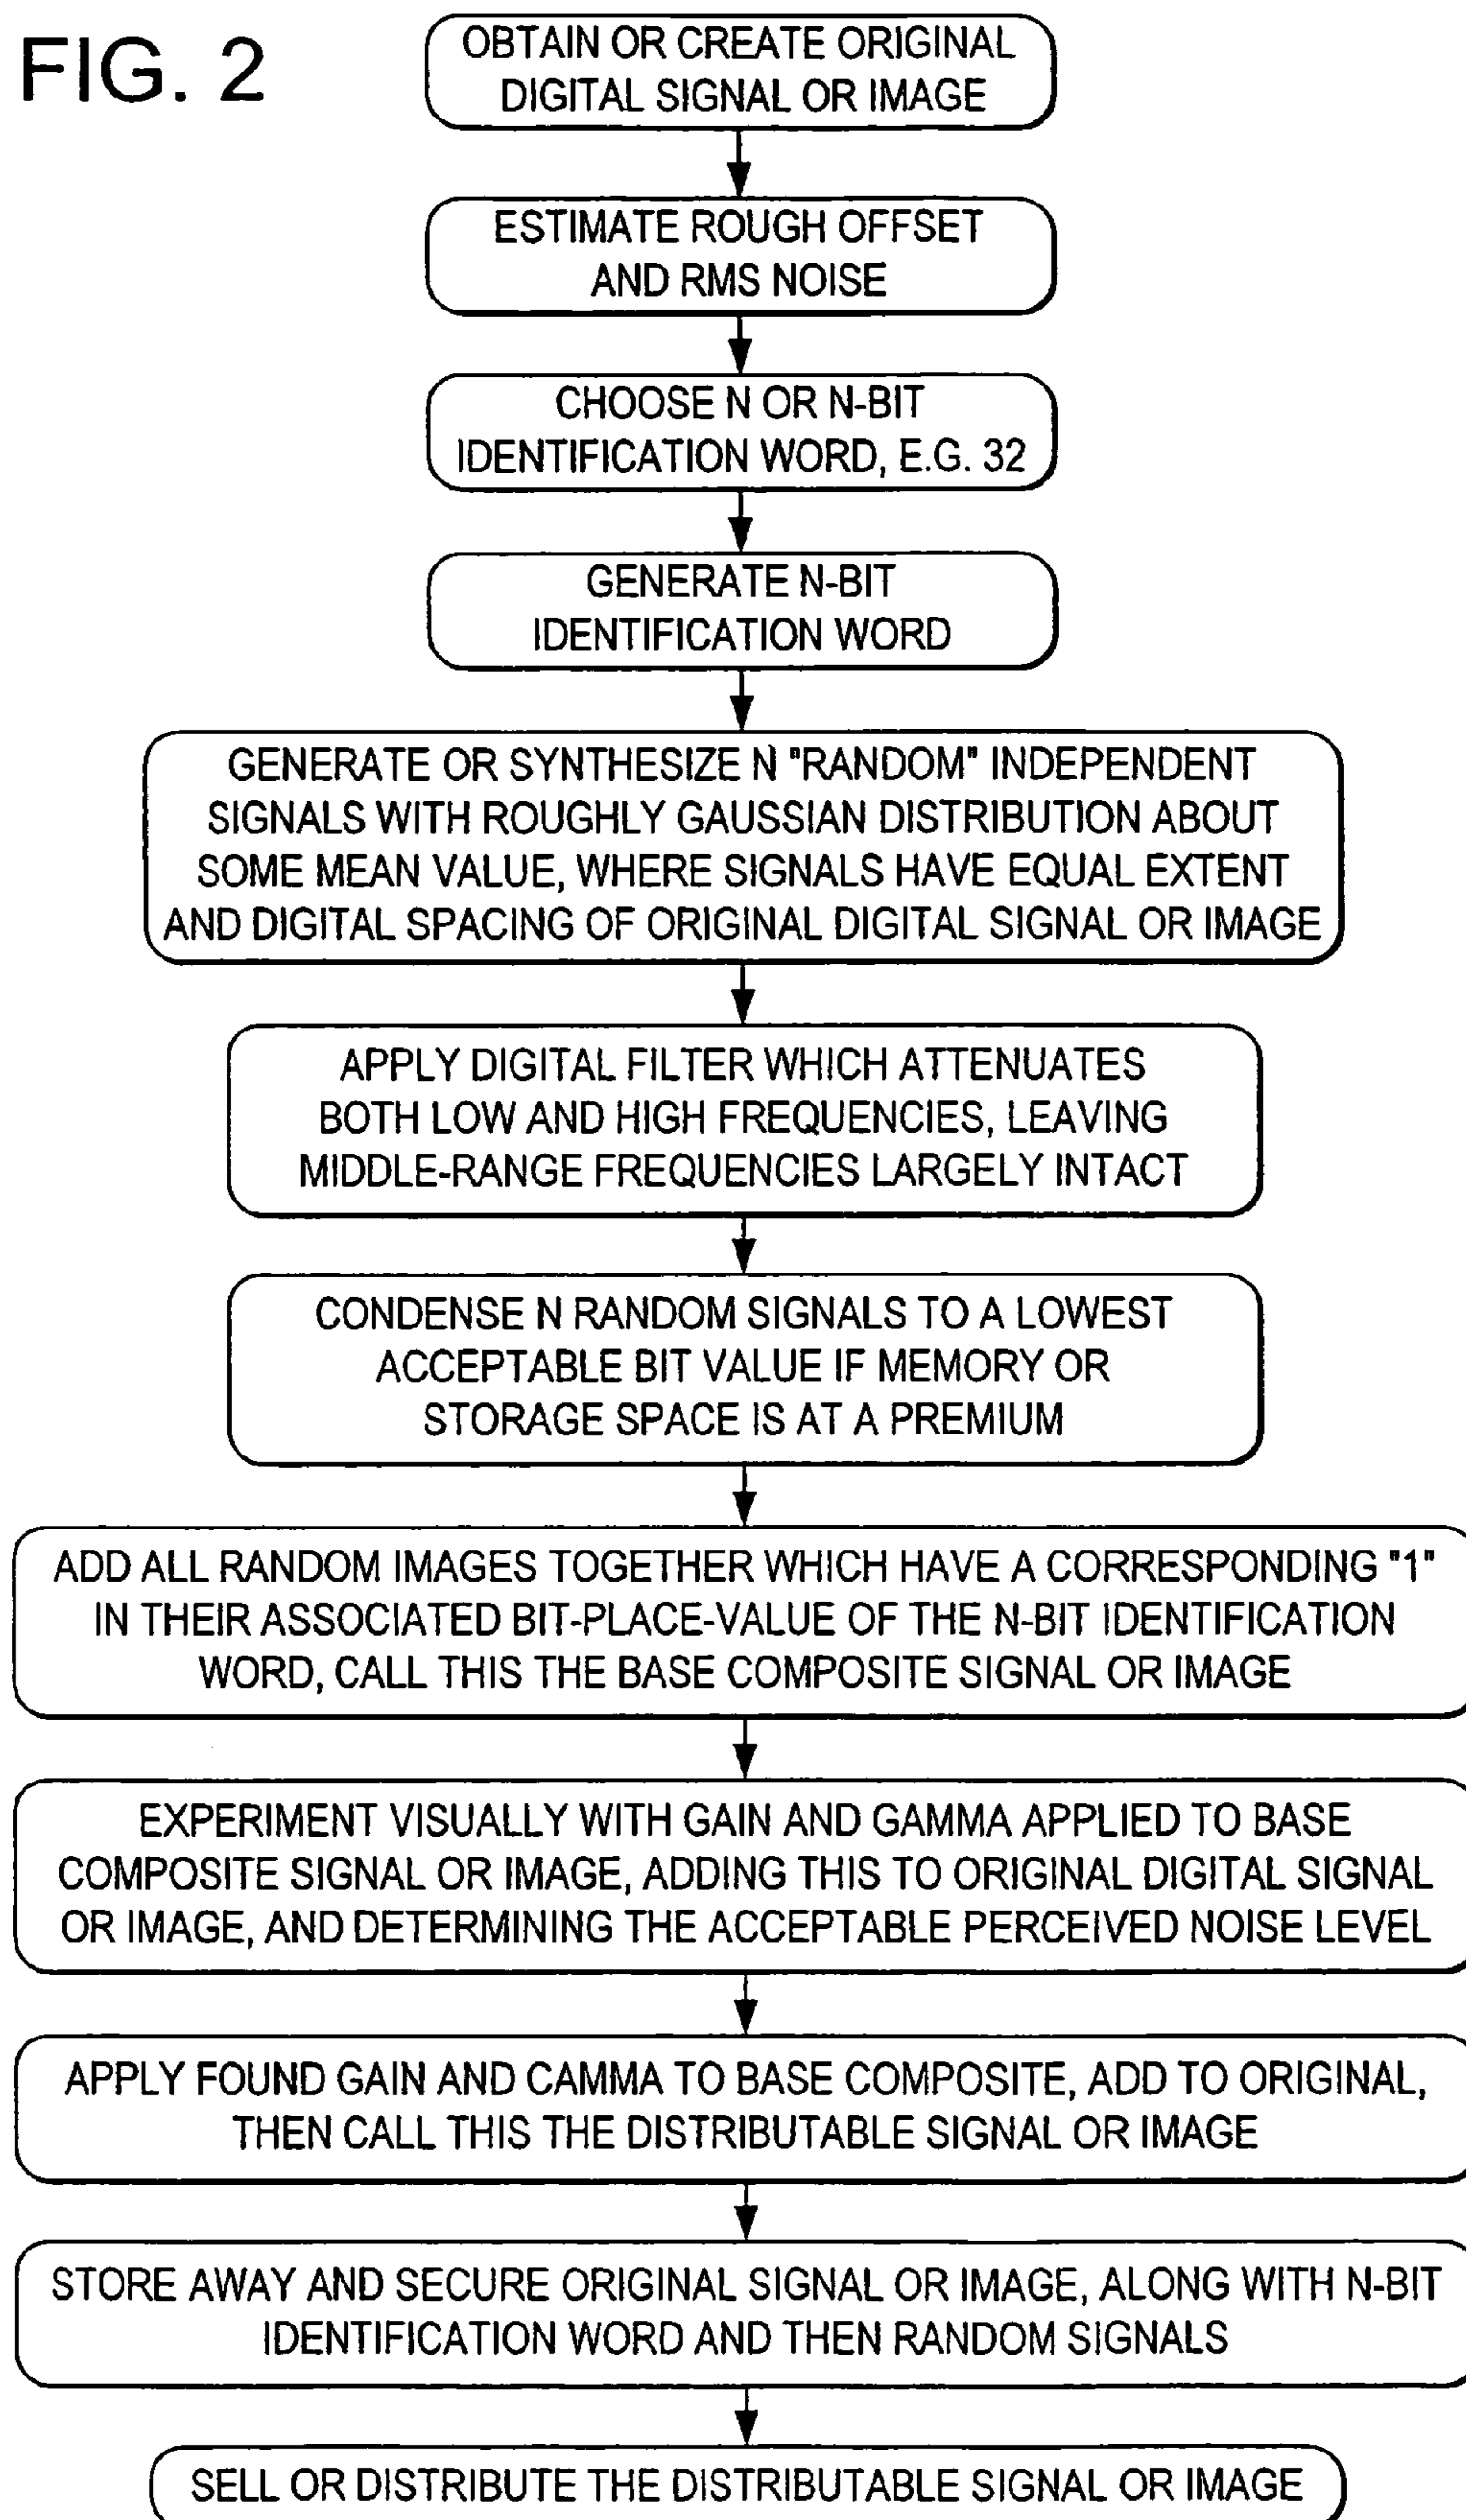 FIG. 2
OBTAIN OR CREATE ORIGINAL
DIGITAL SIGNAL OR IMAGE
ESTIMATE ROUGH OFFSET
AND RMS NOISE
CHOOSE N OR N-BIT
IDENTIFICATION WORD, E.G. 32
GENERATE N-BIT
IDENTIFICATION WORD
GENERATE OR SYNTHESIZE N "RANDOM" INDEPENDENT
SIGNALS WITH ROUGHLY GAUSSIAN DISTRIBUTION ABOUT
SOME MEAN VALUE, WHERE SIGNALS HAVE EQUAL EXTENT
AND DIGITAL SPACING OF ORIGINAL DIGITAL SIGNAL OR IMAGE
APPLY DIGITAL FILTER WHICH ATTENUATES
BOTH LOW AND HIGH FREQUENCIES, LEAVING
MIDDLE-RANGE FREQUENCIES LARGELY INTACT
CONDENSE N RANDOM SIGNALS TO A LOWEST
ACCEPTABLE BIT VALUE IF MEMORY OR
STORAGE SPACE IS AT A PREMIUM
ADD ALL RANDOM IMAGES TOGETHER WHICH HAVE A CORRESPONDING "1"
IN THEIR ASSOCIATED BIT-PLACE-VALUE OF THE N-BIT IDENTIFICATION
WORD, CALL THIS THE BASE COMPOSITE SIGNAL OR IMAGE
EXPERIMENT VISUALLY WITH GAIN AND GAMMA APPLIED TO BASE
COMPOSITE SIGNAL OR IMAGE, ADDING THIS TO ORIGINAL DIGITAL SIGNAL
OR IMAGE, AND DETERMINING THE ACCEPTABLE PERCEIVED NOISE LEVEL
APPLY FOUND GAIN AND CAMMA TO BASE COMPOSITE, ADD TO ORIGINAL,
THEN CALL THIS THE DISTRIBUTABLE SIGNAL OR IMAGE
STORE AWAY AND SECURE ORIGINAL SIGNAL OR IMAGE, ALONG WITH N-BIT
IDENTIFICATION WORD AND THEN RANDOM SIGNALS
SELL OR DISTRIBUTE THE DISTRIBUTABLE SIGNAL OR IMAGE